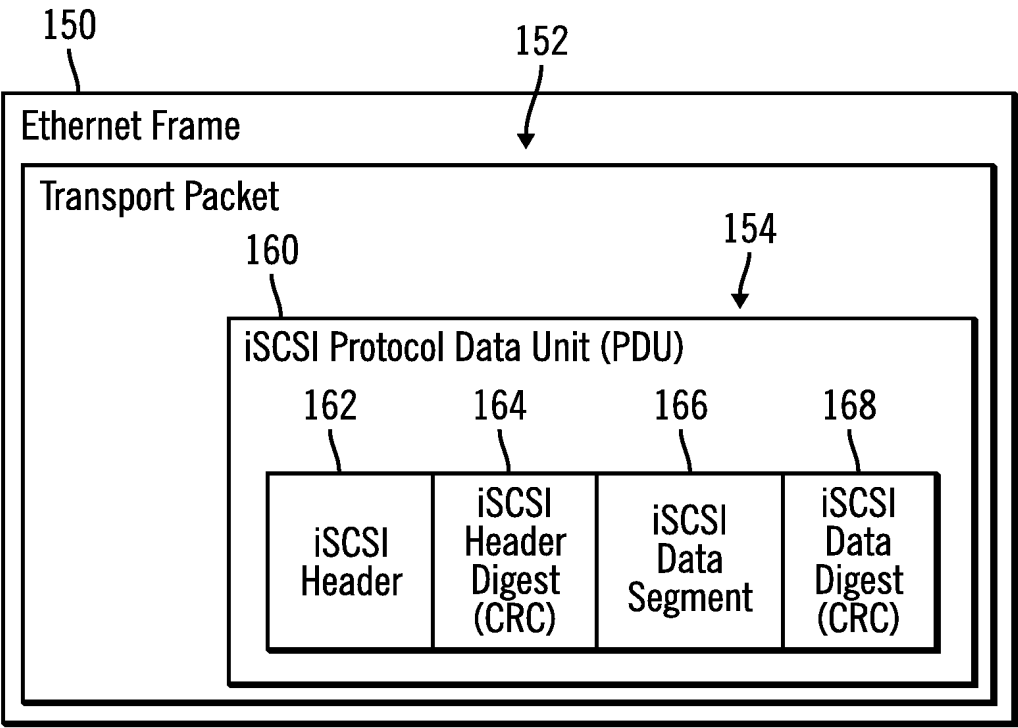 150
152
Ethernet Frame
Transport Packet
154
160
iSCSI Protocol Data Unit (PDU)
162
164
166
168
iSCSI
Header
iSCSI
Header
Digest
(CRC)
iSCSI
Data
Segment
iSCSI
Data
Digest
(CRC)